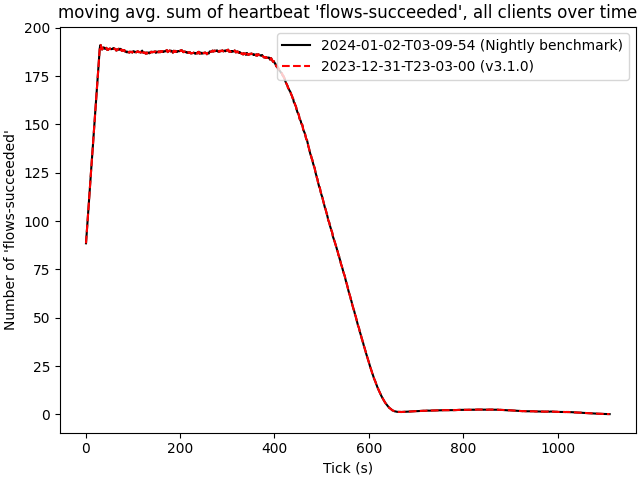 moving avg. sum of heartbeat 'flows-succeeded', all clients over time
2024-01-02-T03-09-54 (Nightly benchmark)
2023-12-31-T23-03-00 (v3.1.0)
Number of 'flows-succeeded'
200
175
150
125
100
75
50
25
0
0 200 400 600 800 1000
Tick (s)